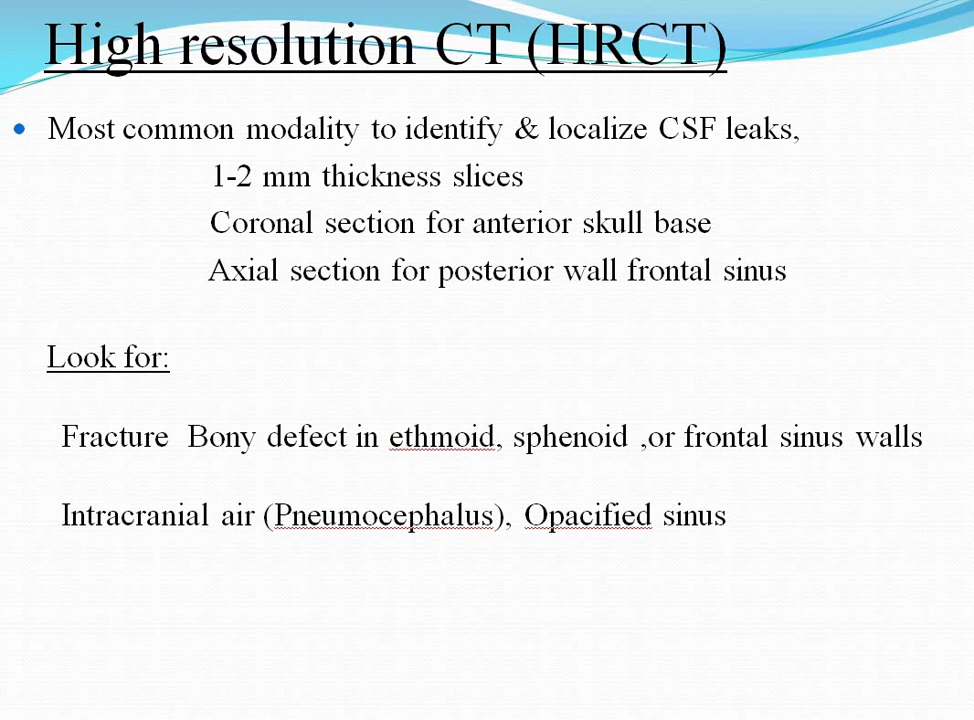 High resolution CT (HRCT)
• Most common modality to identify & localize CSF leaks,
1-2 mm thickness slices
Coronal section for anterior skull base
Axial section for posterior wall frontal sinus
Look for:
Fracture  Bony defect in ethmoid, sphenoid ,or frontal sinus walls
Intracranial air (Pneumocephalus), Opacified sinus